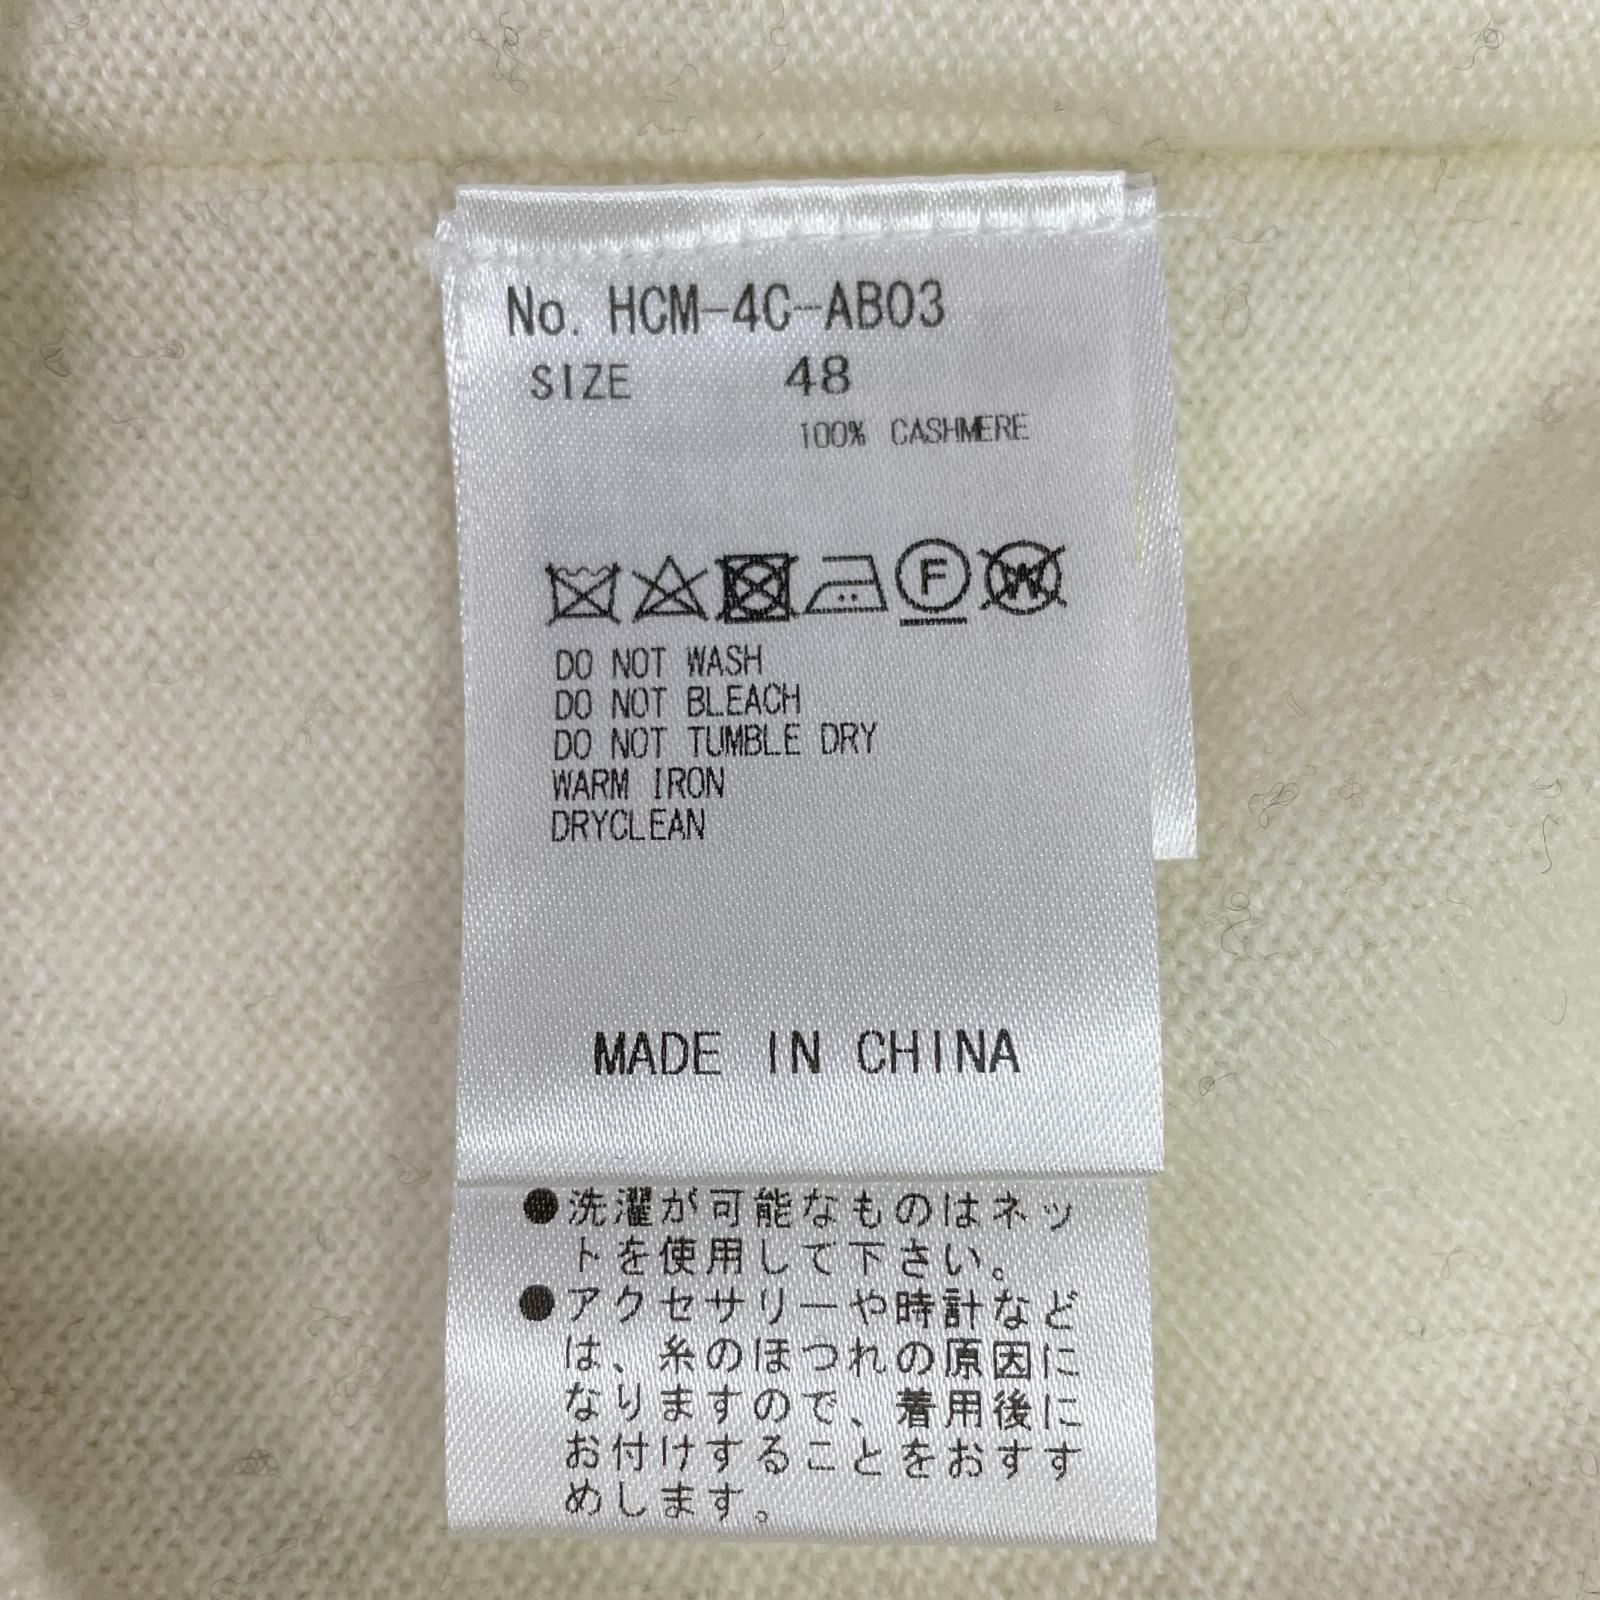 No. HCM-4C-AB03
SIZE 48
100% CASHMERE
F W
DO NOT WASH
DO NOT BLEACH
DO NOT TUMBLE DRY
WARM IRON
DRYCLEAN
MADE IN CHINA
●洗濯が可能なものはネッ
トを使用して下さい。
●アクセサリーや時計など
は、糸のほつれの原因に
なりますので、着用後に
お付けすることをおすす
めします。